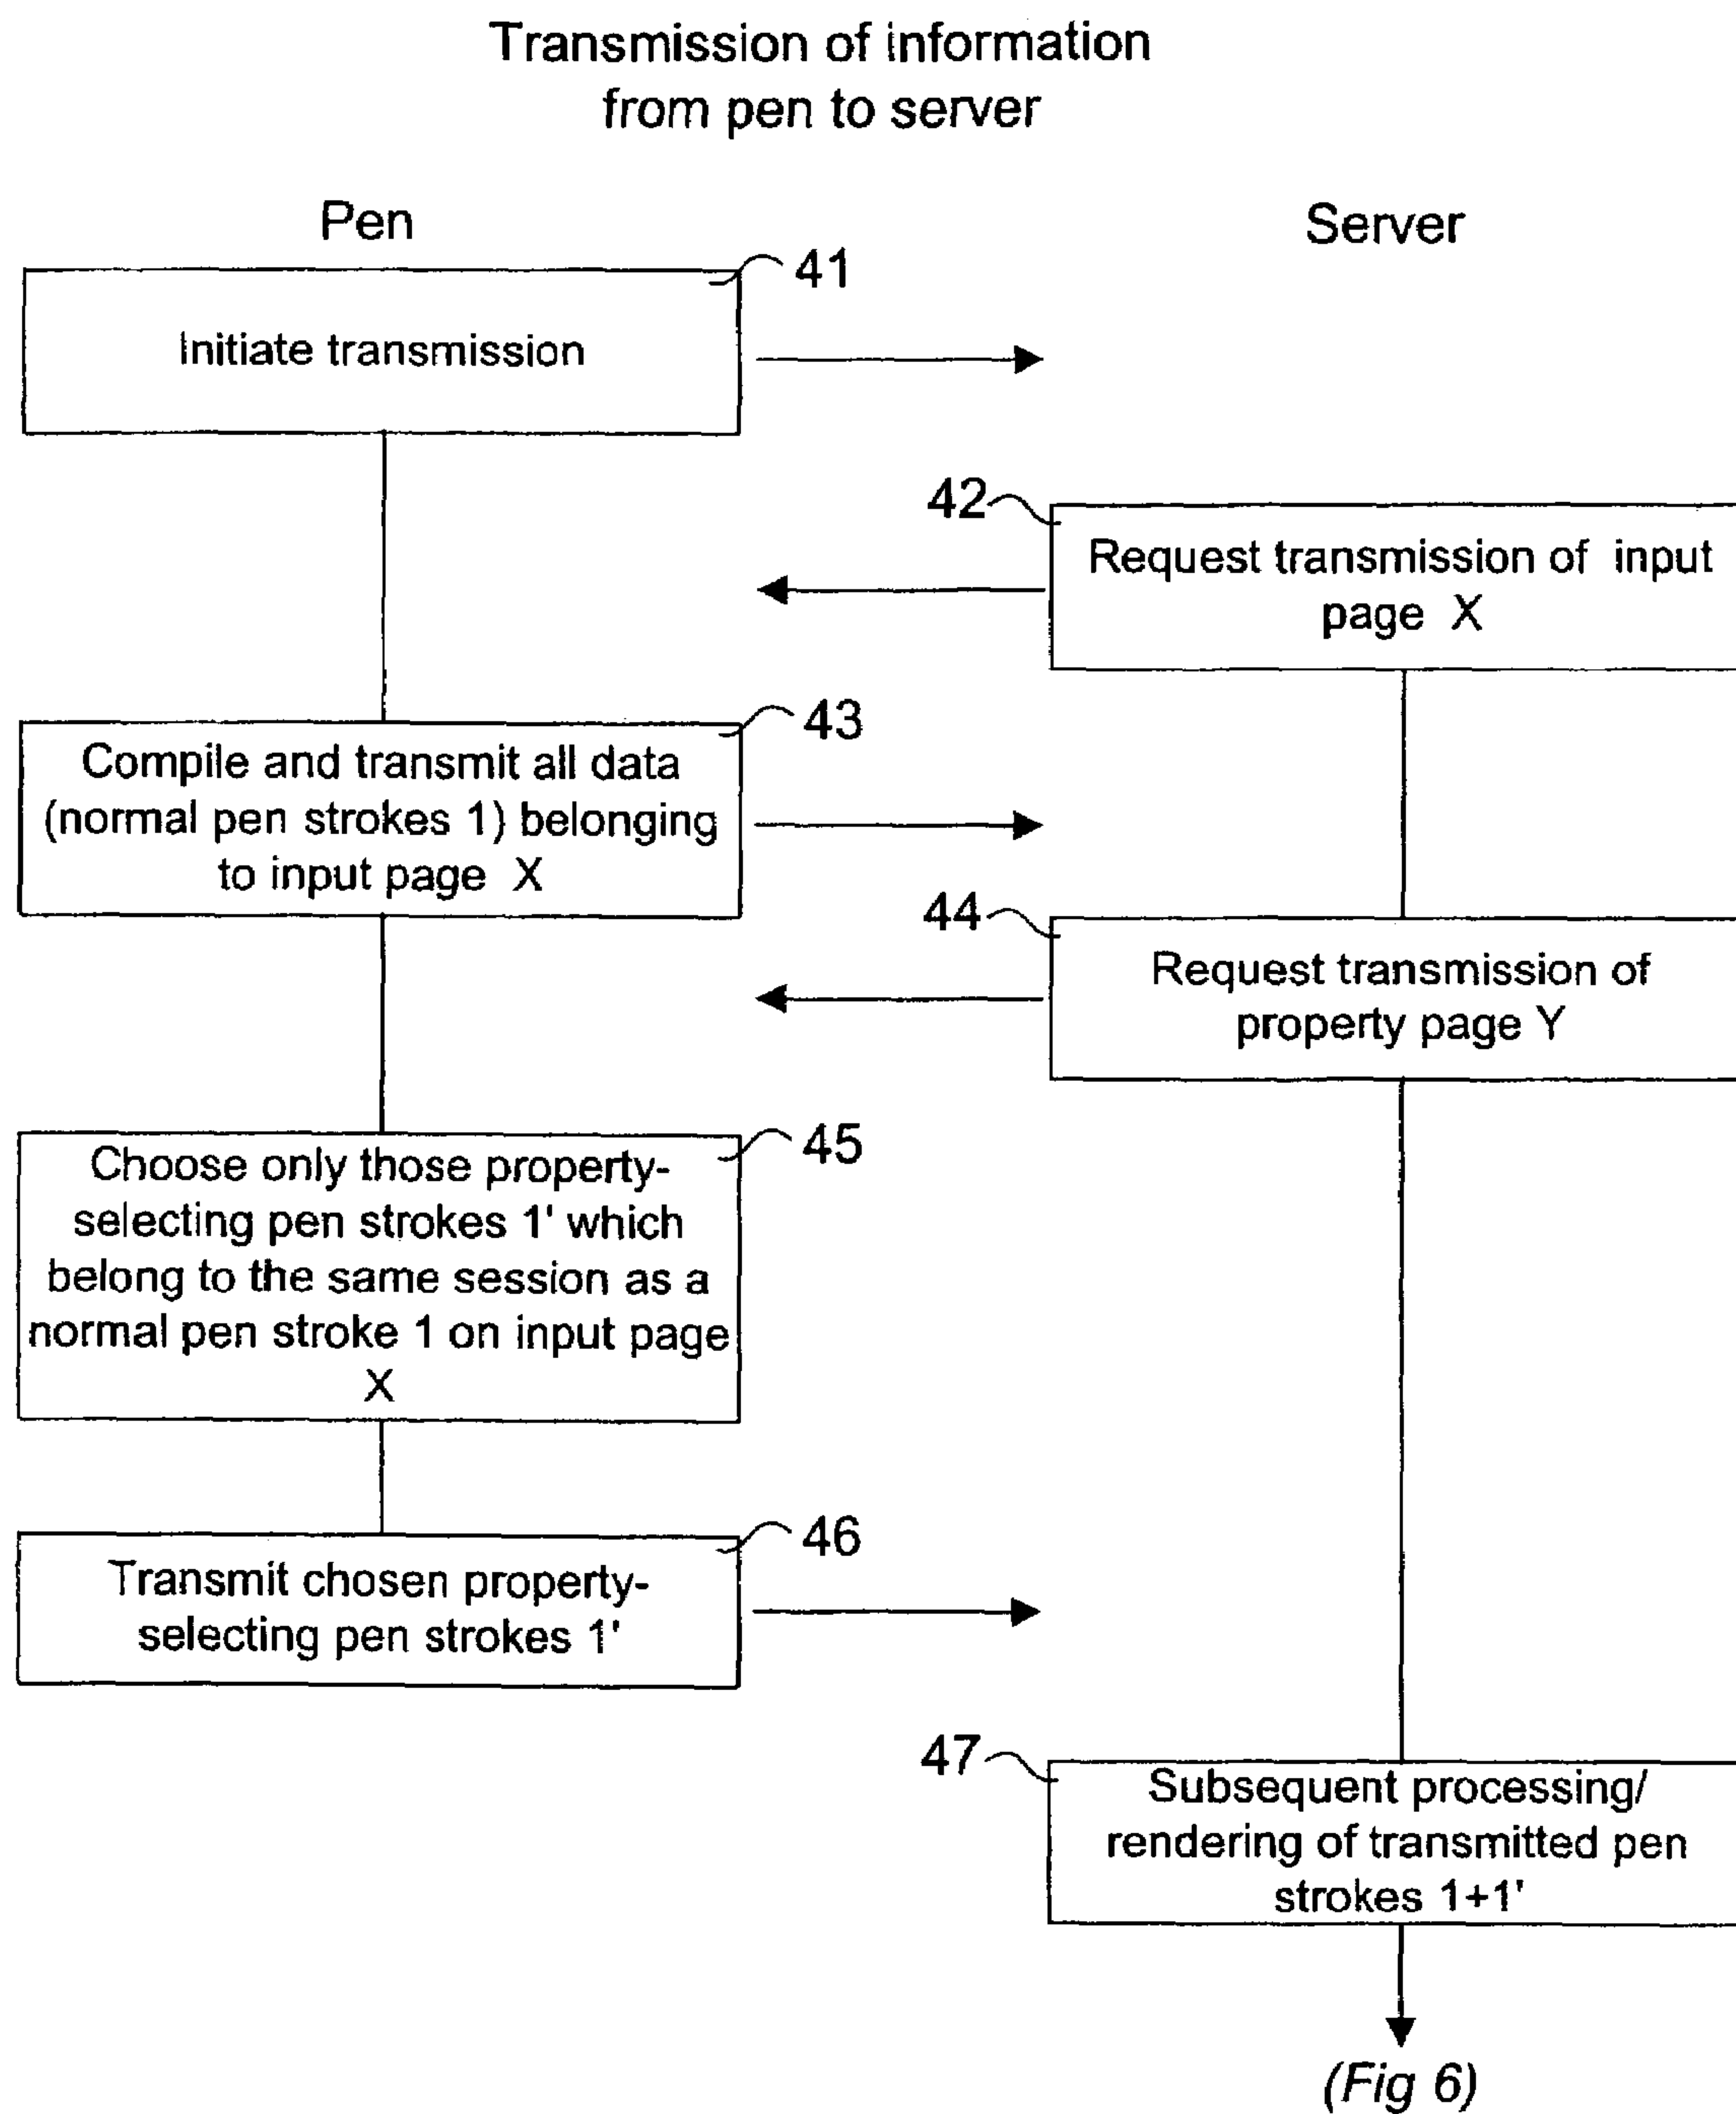 Transmission of information
from pen to server
Pen
Server
41
Initiate transmission
42
Request transmission of input
page X
43
Compile and transmit all data
(normal pen strokes 1) belonging
to input page X
44
Request transmission of
property page Y
45
Choose only those property-
selecting pen strokes 1' which
belong to the same session as a
normal pen stroke 1 on input page
X
46
Transmit chosen property-
selecting pen strokes 1'
47
Subsequent processing/
rendering of transmitted pen
strokes 1+1'
(Fig 6)